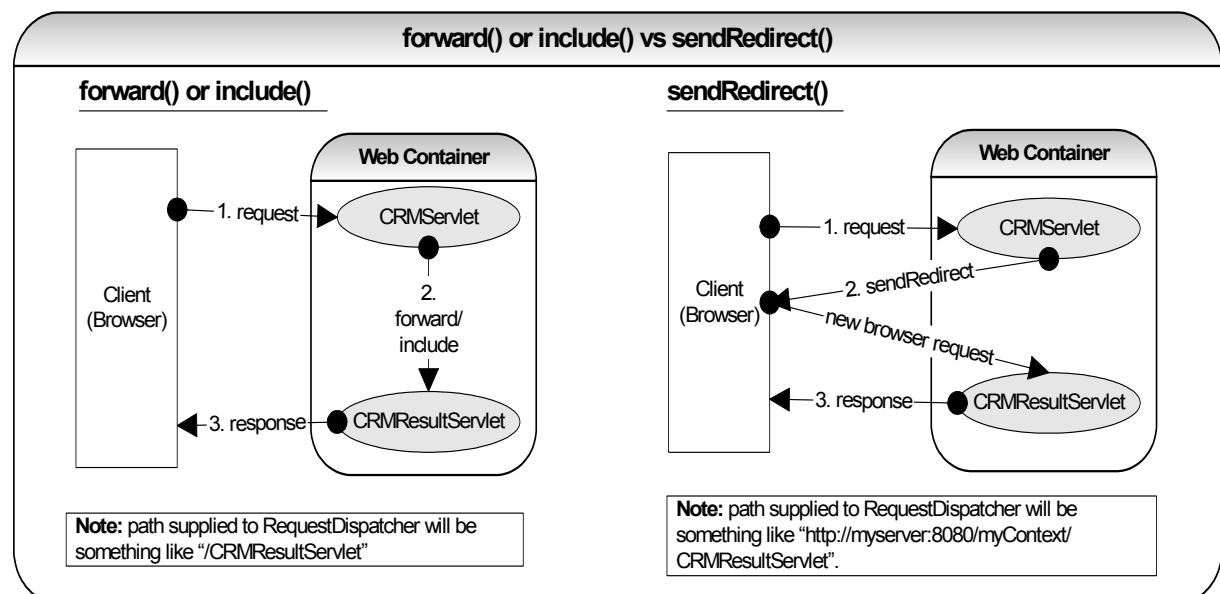 forward() or include() vs sendRedirect()
forward() or include()
Web Container
1. request
CRMServlet
Client
(Browser)
2.
forward/
include
3. response
CRMResultServlet
Note: path supplied to RequestDispatcher will be
something like “/CRMResultServlet”
sendRedirect()
Web Container
1. request
CRMServlet
2. sendRedirect
Client
(Browser)
new browser request
3. response
CRMResultServlet
Note: path supplied to RequestDispatcher will be
something like “http://myserver:8080/myContext/
CRMResultServlet”.